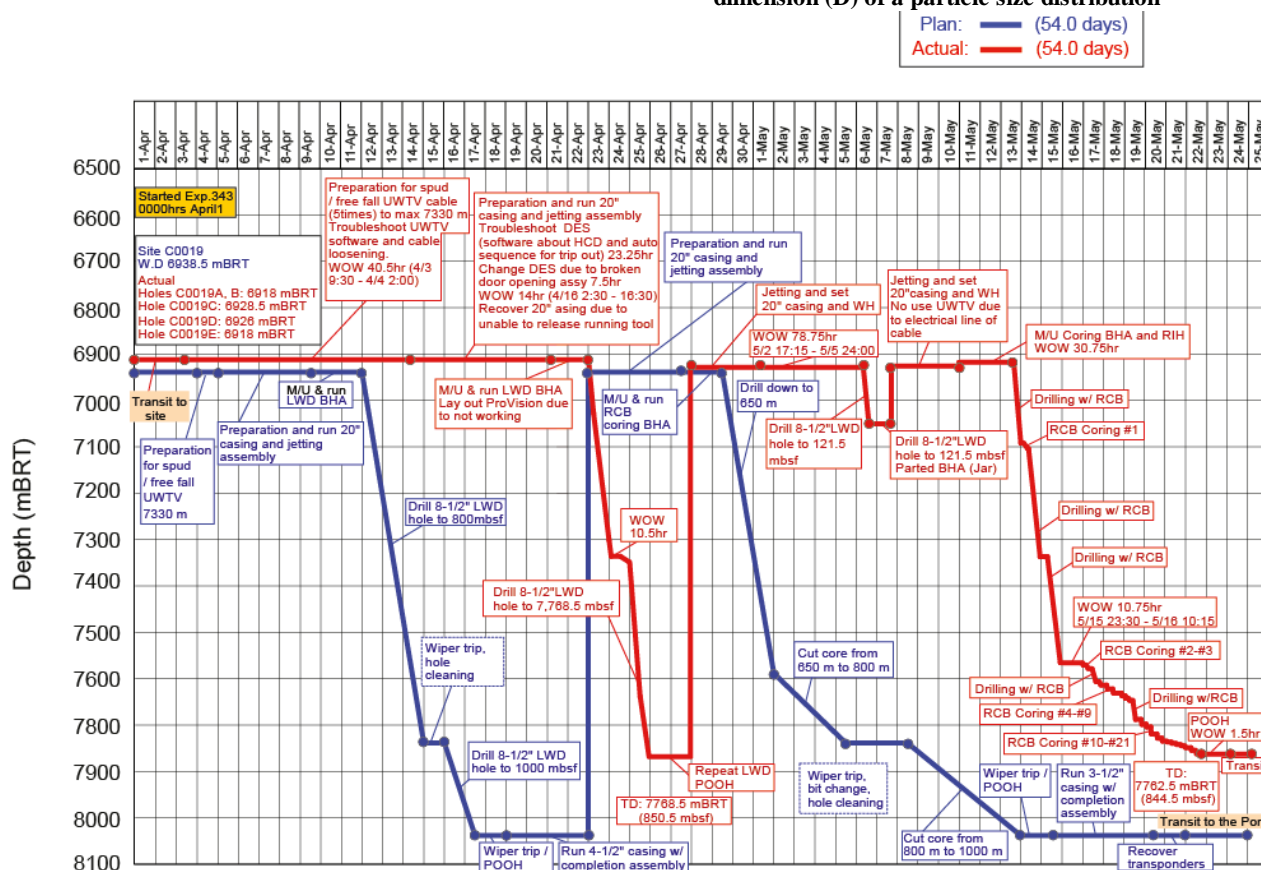 dimension (D) of a particle size distribution
Plan: (54.0 days)
Actual: (54.0 days)
1-Apr
2-Apr
3-Apr
4-Apr
5-Apr
6-Apr
7-Apr
8-Apr
9-Apr
10-Apr
11-Apr
12-Apr
13-Apr
14-Apr
15-Apr
16-Apr
17-Apr
18-Apr
19-Apr
20-Apr
21-Apr
22-Apr
23-Apr
24-Apr
25-Apr
26-Apr
27-Apr
28-Apr
29-Apr
30-Apr
1-May
2-May
3-May
4-May
5-May
6-May
7-May
8-May
9-May
10-May
11-May
12-May
13-May
14-May
15-May
16-May
17-May
18-May
19-May
20-May
21-May
22-May
23-May
24-May
25-May
Depth (mBRT)
6500
6600
6700
6800
6900
7000
7100
7200
7300
7400
7500
7600
7700
7800
7900
8000
8100
Started Exp.343
0000hrs April1
Site C0019
W.D 6938.5 mBRT
Actual
Holes C0019A, B: 6918 mBRT
Hole C0019C: 6928.5 mBRT
Hole C0019D: 6926 mBRT
Hole C0019E: 6918 mBRT
Preparation for spud
/ free fall UWTV cable
(5times) to max 7330 m
Troubleshoot UWTV
software and cable
loosening.
WOW 40.5hr (4/3
9:30 - 4/4 2:00)
Preparation and run 20"
casing and jetting assembly
Troubleshoot DES
(software about HCD and auto
sequence for trip out) 23.25hr
Change DES due to broken
door opening assy 7.5hr
WOW 14hr (4/16 2:30 - 16:30)
Recover 20" asing due to
unable to release running tool
Preparation and run
20" casing and
jetting assembly
Jetting and set
20" casing and WH
WOW 78.75hr
5/2 17:15 - 5/5 24:00
Jetting and set
20"casing and WH
No use UWTV due
to electrical line of
cable
M/U Coring BHA and RIH
WOW 30.75hr
Transit to
site
M/U & run
LWD BHA
M/U & run LWD BHA
Lay out ProVision due
to not working
M/U & run
RCB
coring BHA
Drill down to
650 m
Preparation
for spud
/ free fall
UWTV
7330 m
Preparation and run 20"
casing and jetting
assembly
Drill 8-1/2"LWD
hole to 121.5
mbsf
Drill 8-1/2"LWD
hole to 121.5 mbsf
Parted BHA (Jar)
Drilling w/ RCB
RCB Coring #1
Drill 8-1/2" LWD
hole to 800mbsf
WOW
10.5hr
Drilling w/ RCB
Drilling w/ RCB
Drill 8-1/2"LWD
hole to 7,768.5 mbsf
WOW 10.75hr
5/15 23:30 - 5/16 10:15
Wiper trip,
hole
cleaning
Cut core from
650 m to 800 m
RCB Coring #2-#3
Drilling w/ RCB
Drilling w/RCB
RCB Coring #4-#9
POOH
WOW 1.5hr
RCB Coring #10-#21
Drill 8-1/2" LWD
hole to 1000 mbsf
Repeat LWD
POOH
Wiper trip,
bit change,
hole cleaning
Wiper trip /
POOH
Run 3-1/2"
casing w/
completion
assembly
TD:
7762.5 mBRT
(844.5 mbsf)
Transi
TD: 7768.5 mBRT
(850.5 mbsf)
Transit to the Por
Cut core from
800 m to 1000 m
Wiper trip /
POOH
Run 4-1/2" casing w/
completion assembly
Recover
transponders